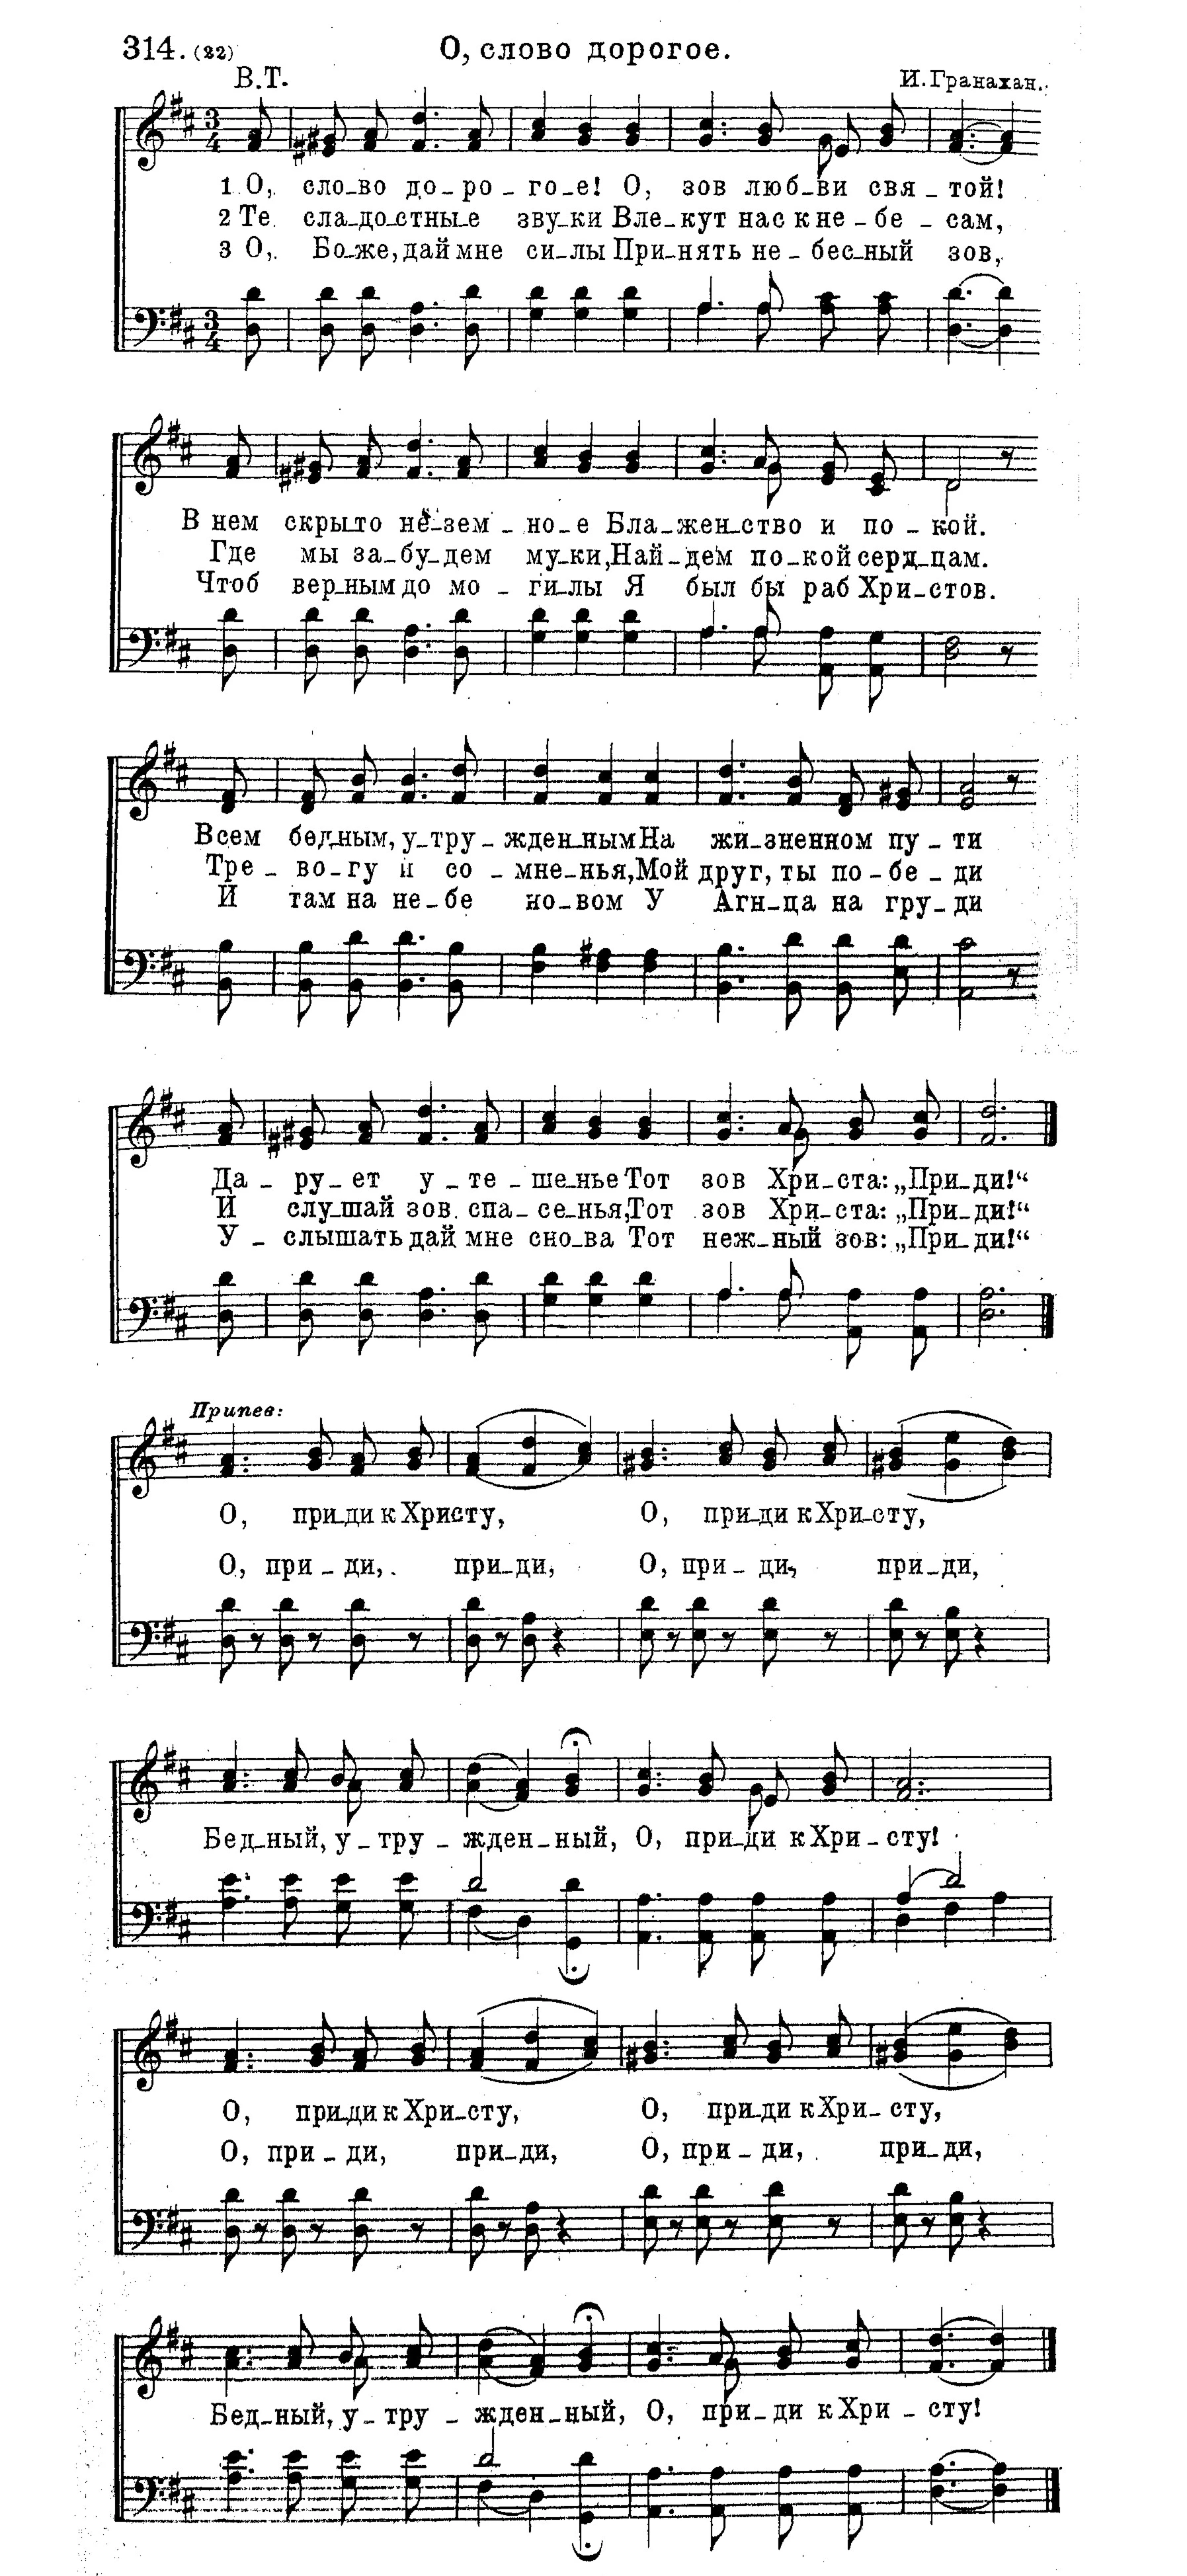 314. (22) О, слово дорогое.
В.Т. И. Гранахан.
1 О, сло-во до-ро-го-е! О, зов люб-ви свя-той!
2 Те сла-до-стны-е зву-ки Вле-кут нас к не-бе-сам,
3 О, Бо-же, дай мне си-лы При-нять не-бес-ный зов,
В нем скрыто не-зем-но-е Бла-жен-ство и по-кой.
Где мы за-бу-дем му-ки, Най-дем по-кой серд-цам.
Чтоб вер-ным до мо-ги-лы Я был бы раб Хри-стов.
Всем бед-ным, у-тру-жден-ным На жи-зненном пу-ти
Тре-во-гу и со-мне-нья, Мой друг, ты по-бе-ди
И там на не-бе но-вом У Агн-ца на гру-ди
Да-ру-ет у-те-ше-нье Тот зов Хри-ста: „При-ди!“
И слу-шай зов спа-се-нья, Тот зов Хри-ста: „При-ди!“
У-слышать дай мне сно-ва Тот неж-ный зов: „При-ди!“
Припев:
О, при-ди к Христу, О, при-ди к Хри-сту,
О, при-ди, при-ди, О, при-ди, при-ди,
Бед-ный, у-тру-жден-ный, О, при-ди к Хри-сту!
О, при-ди к Хри-сту, О, при-ди к Хри-сту,
О, при-ди, при-ди, О, при-ди, при-ди,
Бед-ный, у-тру-жден-ный, О, при-ди к Хри-сту!